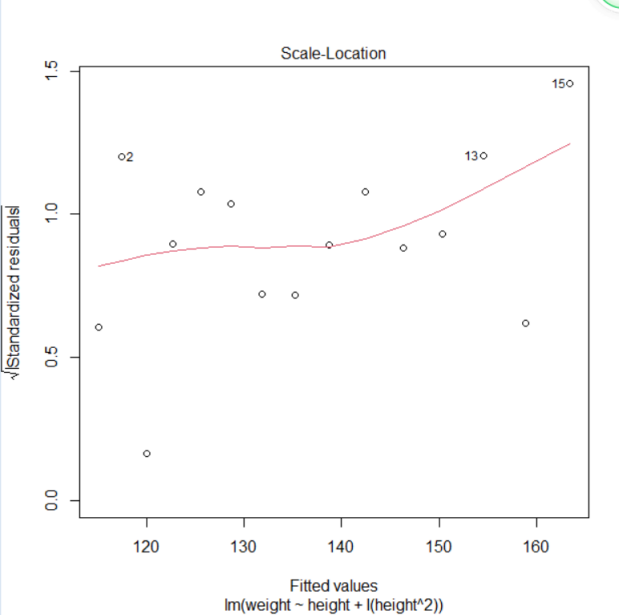 Scale-Location
1.5
1.0
0.5
0.0
√|Standardized residuals|
15
13
2
120 130 140 150 160
Fitted values
lm(weight ~ height + I(height^2))